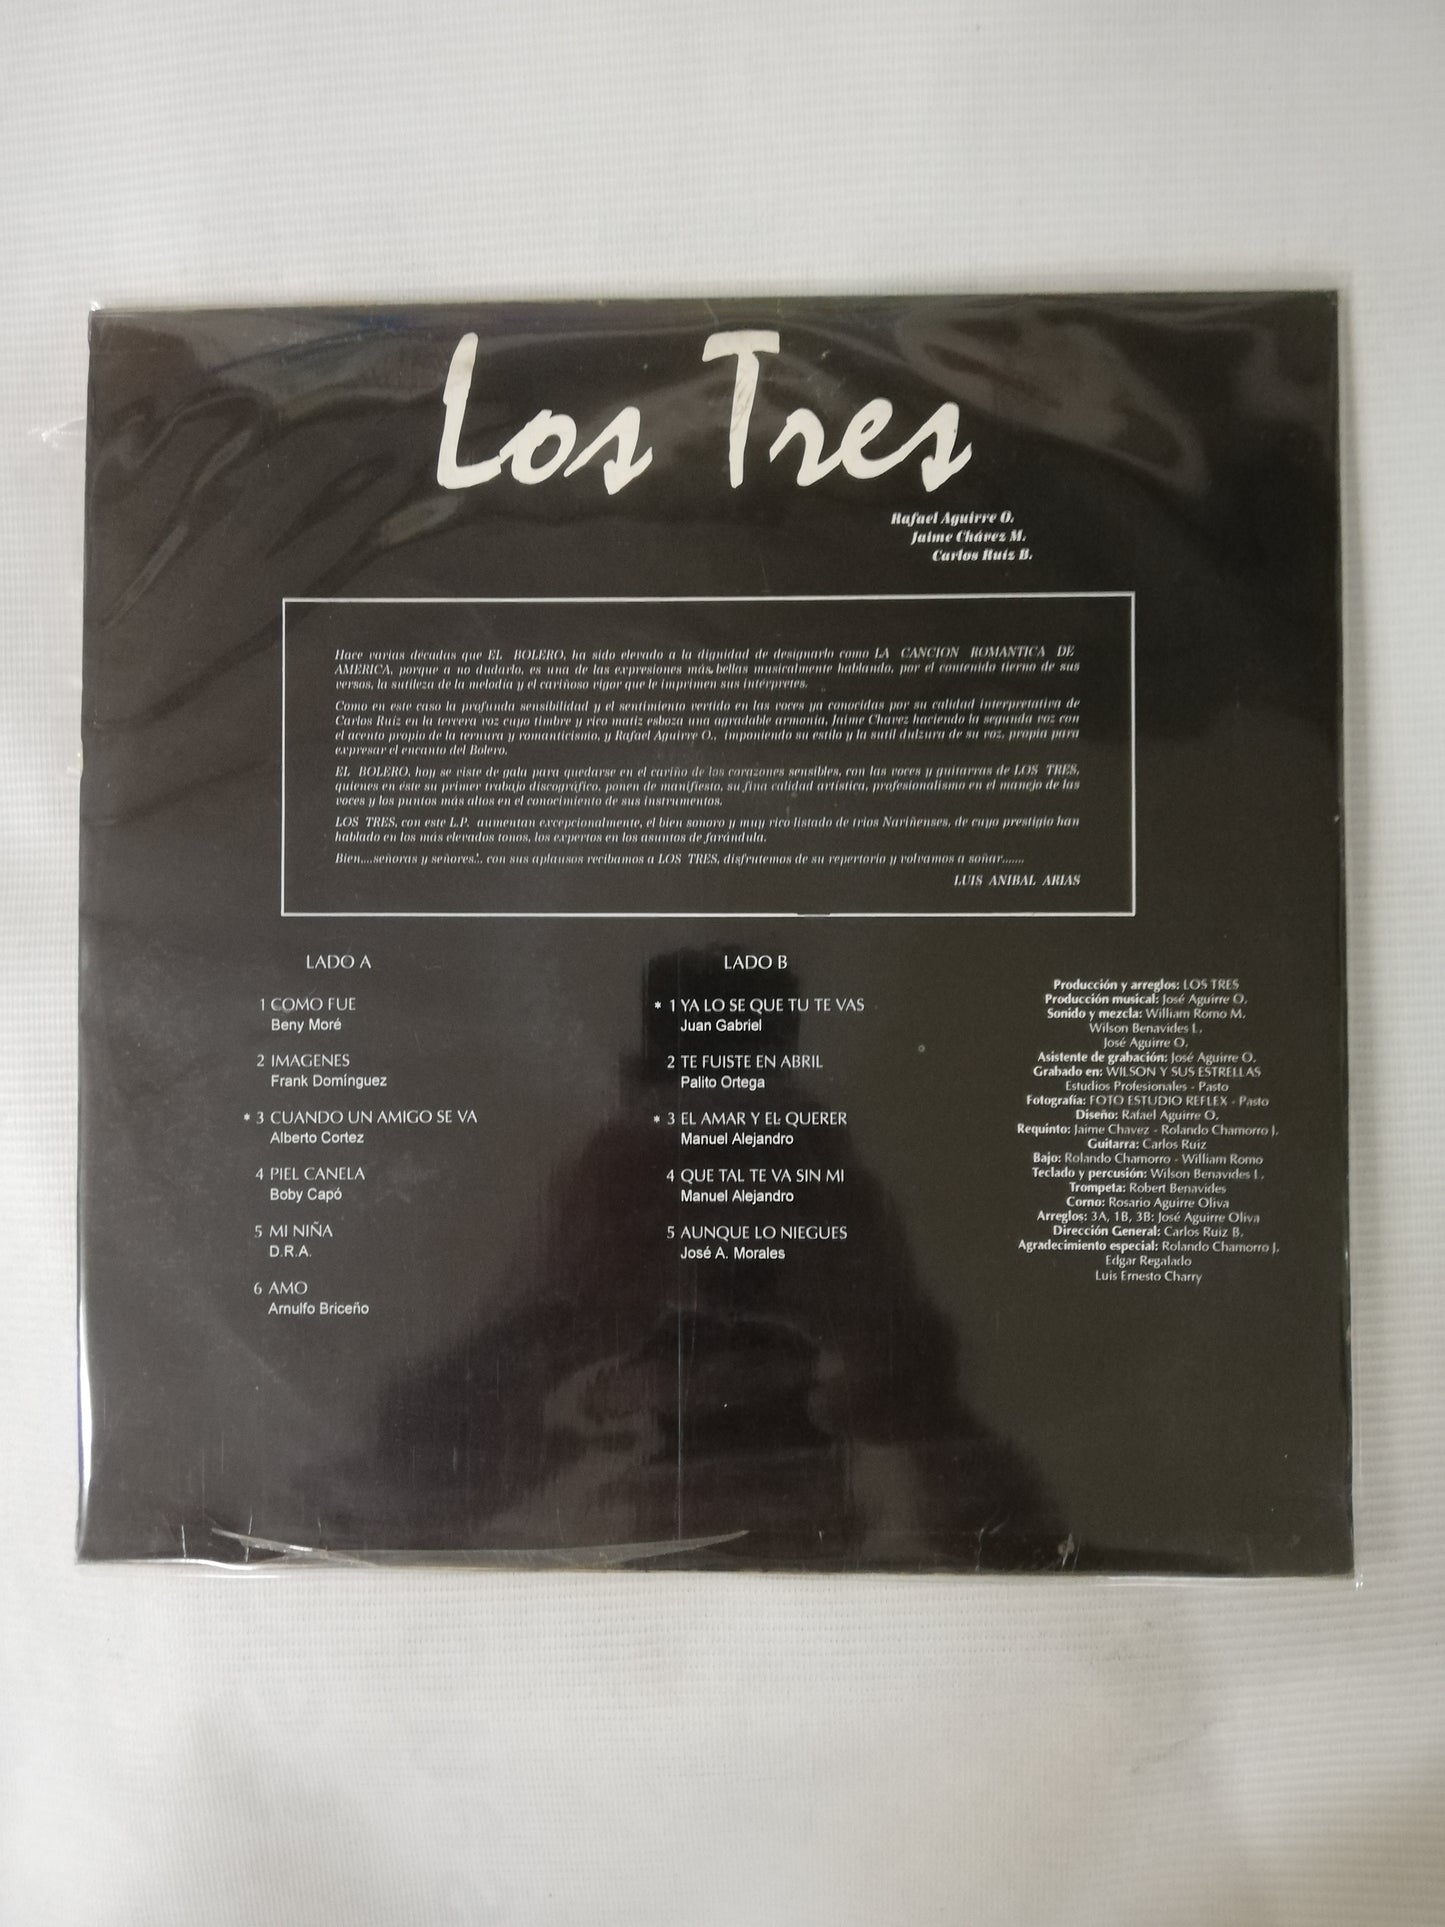 Los Tres
Rafael Aguirre O.
Jaime Chávez M.
Carlos Ruíz B.
Hace varias decadas que EL BOLERO, ha sido elevado a la dignidad de designarlo como LA CANCION ROMANTICA DE
AMERICA, porque a no dudarlo, es una de las expresiones más bellas musicalmente hablando, por el contenido tierno de sus
versos, la sutileza de la melodía y el cariñoso vigor que le imprimen sus intérpretes.
Como en este caso la profunda sensibilidad y el sentimiento vertido en las voces ya conocidas por su calidad interpretativa de
Carlos Ruiz en la tercera voz cuyo timbre y rico matiz esboza una agradable armonía, Jaime Chavez haciendo la segunda voz con
el acento propio de la ternura y romanticismo, y Rafael Aguirre O., imponiendo su estilo y la sutil dulzura de su voz, propia para
expresar el encanto del Bolero.
EL BOLERO, hoy se viste de gala para quedarse en el cariño de los corazones sensibles, con las voces y guitarras de LOS TRES,
quienes en éste su primer trabajo discográfico, ponen de manifiesto, su fina calidad artística, profesionalismo en el manejo de las
voces y los puntos más altos en el conocimiento de sus instrumentos.
LOS TRES, con este L.P. aumentan excepcionalmente, el bien sonoro y muy rico listado de tríos Nariñenses, de cuyo prestigio han
hablado en los más elevados tonos, los expertos en los asuntos de farándula.
Bien....señoras y señores!.. con sus aplausos recibamos a LOS TRES, disfrutemos de su repertorio y volvamos a soñar.......
LUIS ANIBAL ARIAS
LADO A
1 COMO FUE
Beny Moré
2 IMAGENES
Frank Domínguez
* 3 CUANDO UN AMIGO SE VA
Alberto Cortez
4 PIEL CANELA
Boby Capó
5 MI NIÑA
D.R.A.
6 AMO
Arnulfo Briceño
LADO B
* 1 YA LO SE QUE TU TE VAS
Juan Gabriel
2 TE FUISTE EN ABRIL
Palito Ortega
* 3 EL AMAR Y EL QUERER
Manuel Alejandro
4 QUE TAL TE VA SIN MI
Manuel Alejandro
5 AUNQUE LO NIEGUES
José A. Morales
Producción y arreglos: LOS TRES
Producción musical: José Aguirre O.
Sonido y mezcla: William Romo M.
Wilson Benavides L.
José Aguirre O.
Asistente de grabación: José Aguirre O.
Grabado en: WILSON Y SUS ESTRELLAS
Estudios Profesionales - Pasto
Fotografía: FOTO ESTUDIO REFLEX - Pasto
Diseño: Rafael Aguirre O.
Requinto: Jaime Chavez - Rolando Chamorro J.
Guitarra: Carlos Ruiz
Bajo: Rolando Chamorro - William Romo
Teclado y percusión: Wilson Benavides L.
Trompeta: Robert Benavides
Corno: Rosario Aguirre Oliva
Arreglos: 3A, 1B, 3B: José Aguirre Oliva
Dirección General: Carlos Ruiz B.
Agradecimiento especial: Rolando Chamorro J.
Edgar Regalado
Luis Ernesto Charry